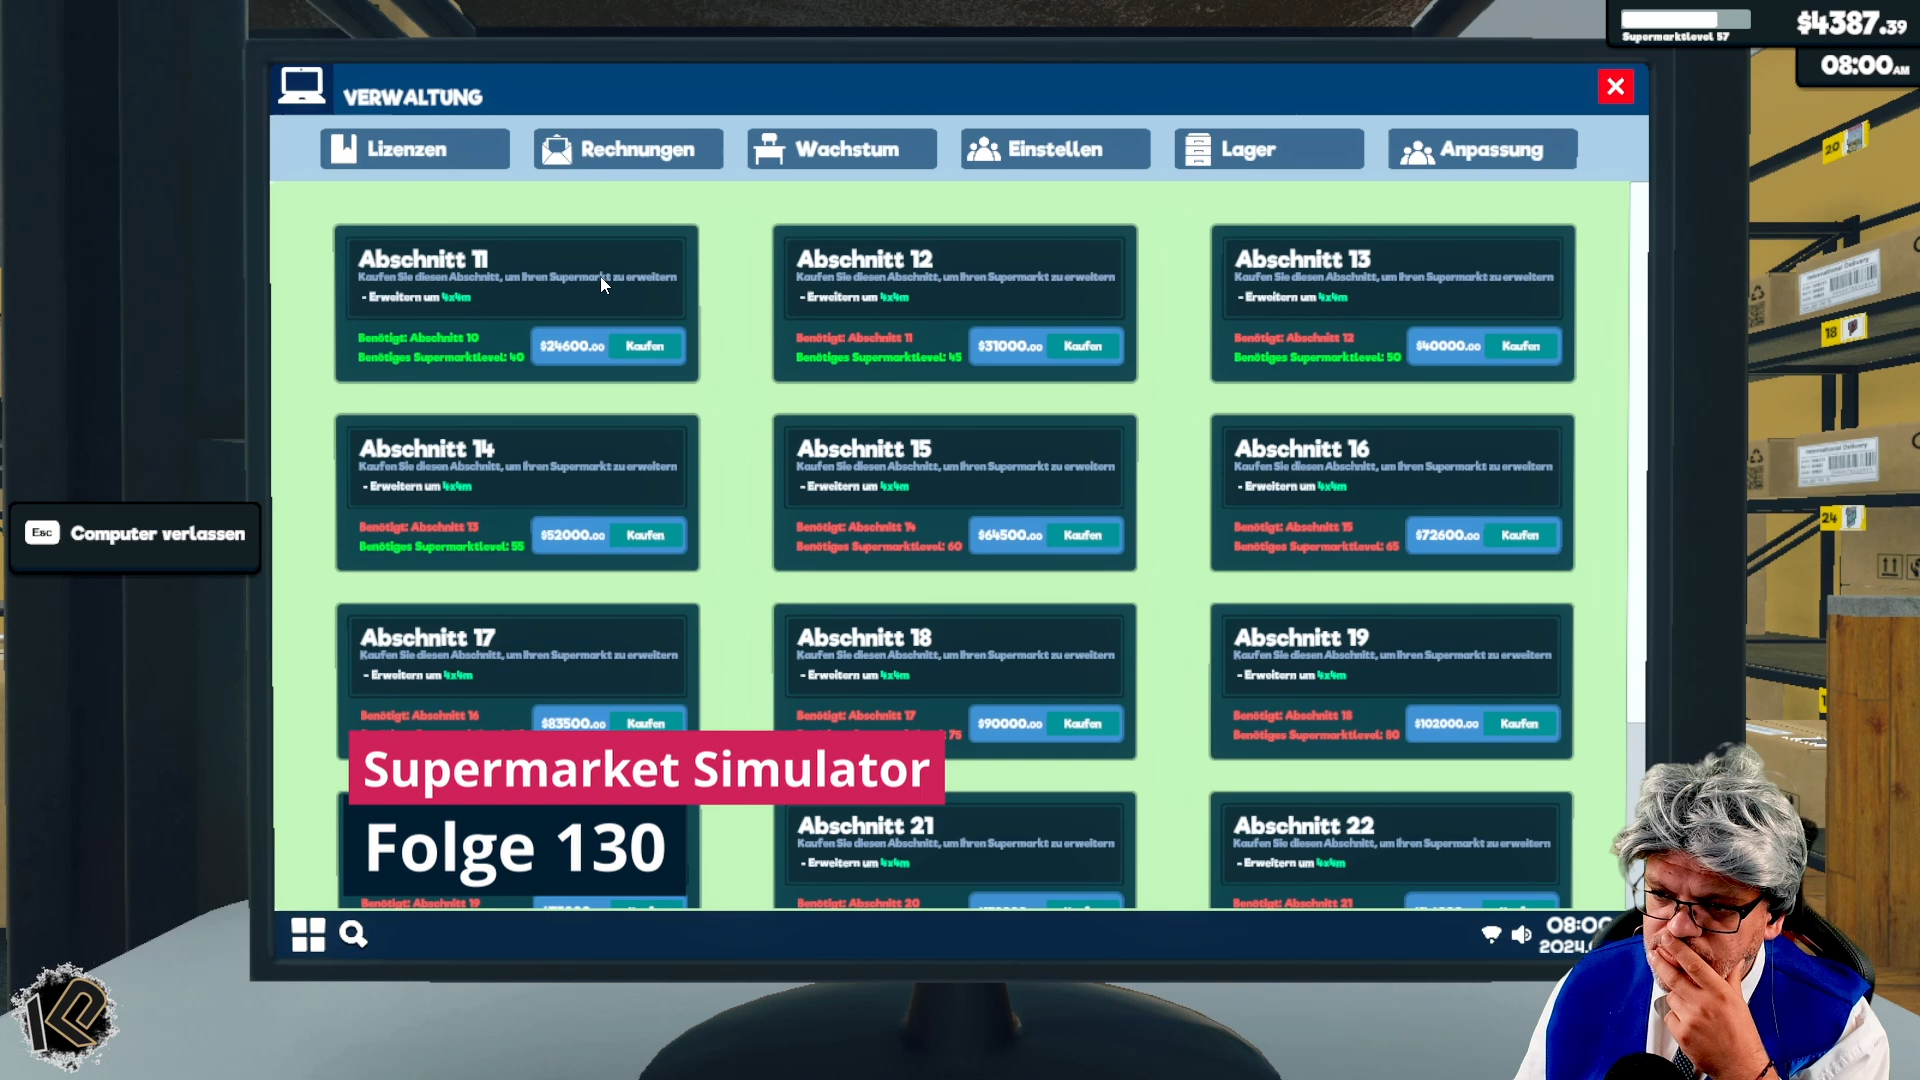 $4387.39
Supermarktlevel 57
08:00AM
VERWALTUNG
Lizenzen
Rechnungen
Wachstum
Einstellen
Lager
Anpassung
20
18
24
Abschnitt 11
Kaufen Sie diesen Abschnitt, um Ihren Supermarkt zu erweitern
- Erweitern um 4x4m
Benötigt: Abschnitt 10
Benötiges Supermarktlevel: 40
$24600.00 Kaufen
Abschnitt 12
Kaufen Sie diesen Abschnitt, um Ihren Supermarkt zu erweitern
- Erweitern um 4x4m
Benötigt: Abschnitt 11
Benötiges Supermarktlevel: 45
$31000.00 Kaufen
Abschnitt 13
Kaufen Sie diesen Abschnitt, um Ihren Supermarkt zu erweitern
- Erweitern um 4x4m
Benötigt: Abschnitt 12
Benötiges Supermarktlevel: 50
$40000.00 Kaufen
Abschnitt 14
Kaufen Sie diesen Abschnitt, um Ihren Supermarkt zu erweitern
- Erweitern um 4x4m
Benötigt: Abschnitt 13
Benötiges Supermarktlevel: 55
$52000.00 Kaufen
Abschnitt 15
Kaufen Sie diesen Abschnitt, um Ihren Supermarkt zu erweitern
- Erweitern um 4x4m
Benötigt: Abschnitt 14
Benötiges Supermarktlevel: 60
$64500.00 Kaufen
Abschnitt 16
Kaufen Sie diesen Abschnitt, um Ihren Supermarkt zu erweitern
- Erweitern um 4x4m
Benötigt: Abschnitt 15
Benötiges Supermarktlevel: 65
$72600.00 Kaufen
Esc Computer verlassen
Abschnitt 17
Kaufen Sie diesen Abschnitt, um Ihren Supermarkt zu erweitern
- Erweitern um 4x4m
Benötigt: Abschnitt 16
$83500.00 Kaufen
Abschnitt 18
Kaufen Sie diesen Abschnitt, um Ihren Supermarkt zu erweitern
- Erweitern um 4x4m
Benötigt: Abschnitt 17
75
$90000.00 Kaufen
Abschnitt 19
Kaufen Sie diesen Abschnitt, um Ihren Supermarkt zu erweitern
- Erweitern um 4x4m
Benötigt: Abschnitt 18
Benötiges Supermarktlevel: 80
$102000.00 Kaufen
Supermarket Simulator
Folge 130
Benötigt: Abschnitt 19
Abschnitt 21
Kaufen Sie diesen Abschnitt, um Ihren Supermarkt zu erweitern
- Erweitern um 4x4m
Benötigt: Abschnitt 20
Abschnitt 22
Kaufen Sie diesen Abschnitt, um Ihren Supermarkt zu erweitern
- Erweitern um 4x4m
Benötigt: Abschnitt 21
08:00
2024.